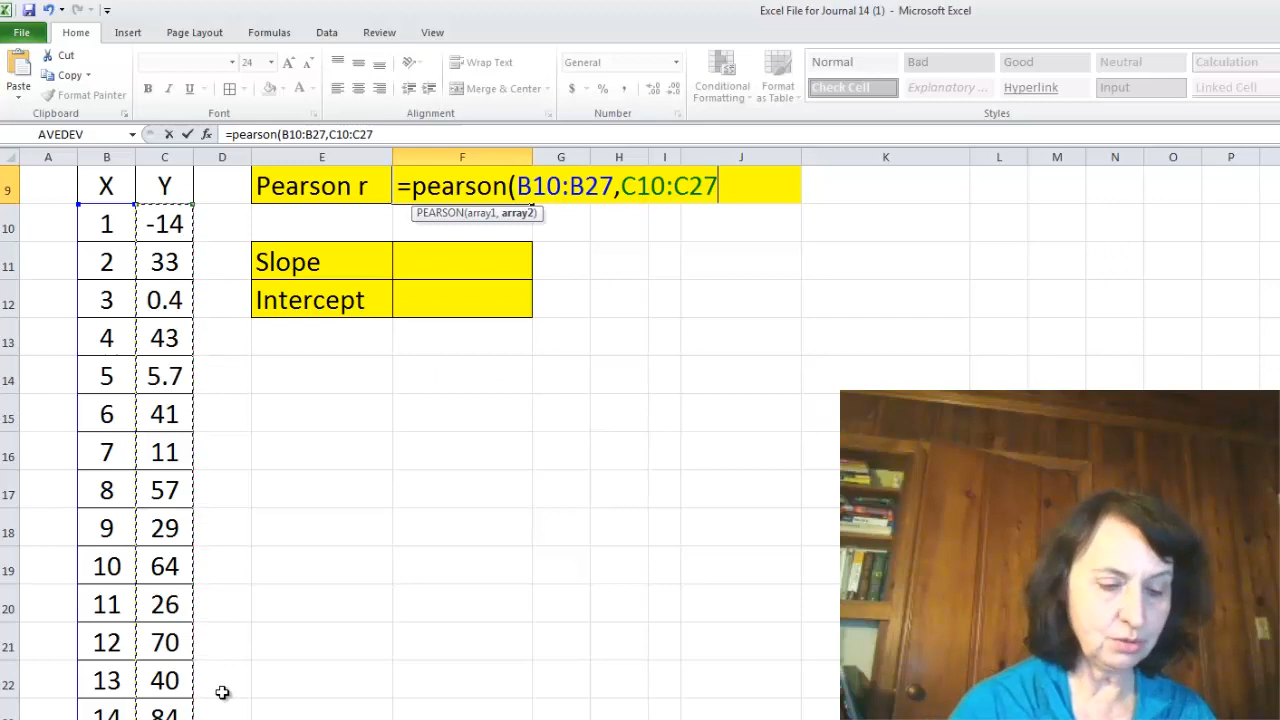 Excel File for Journal 14 (1) - Microsoft Excel
File Home Insert Page Layout Formulas Data Review View
Cut
Copy
Format Painter
Paste
24
Wrap Text
Merge & Center
General
Conditional Formatting
Format as Table
Normal Bad Good Neutral Calculation
Check Cell Explanatory ... Hyperlink Input Linked Cell
Clipboard Font Alignment Number Styles
AVEDEV =pearson(B10:B27,C10:C27
A B C D E F G H I J K L M N O P
9 X Y Pearson r =pearson(B10:B27,C10:C27
PEARSON(array1, array2)
10 1 -14
11 2 33 Slope
12 3 0.4 Intercept
13 4 43
14 5 5.7
15 6 41
16 7 11
17 8 57
18 9 29
19 10 64
20 11 26
21 12 70
22 13 40
14 84